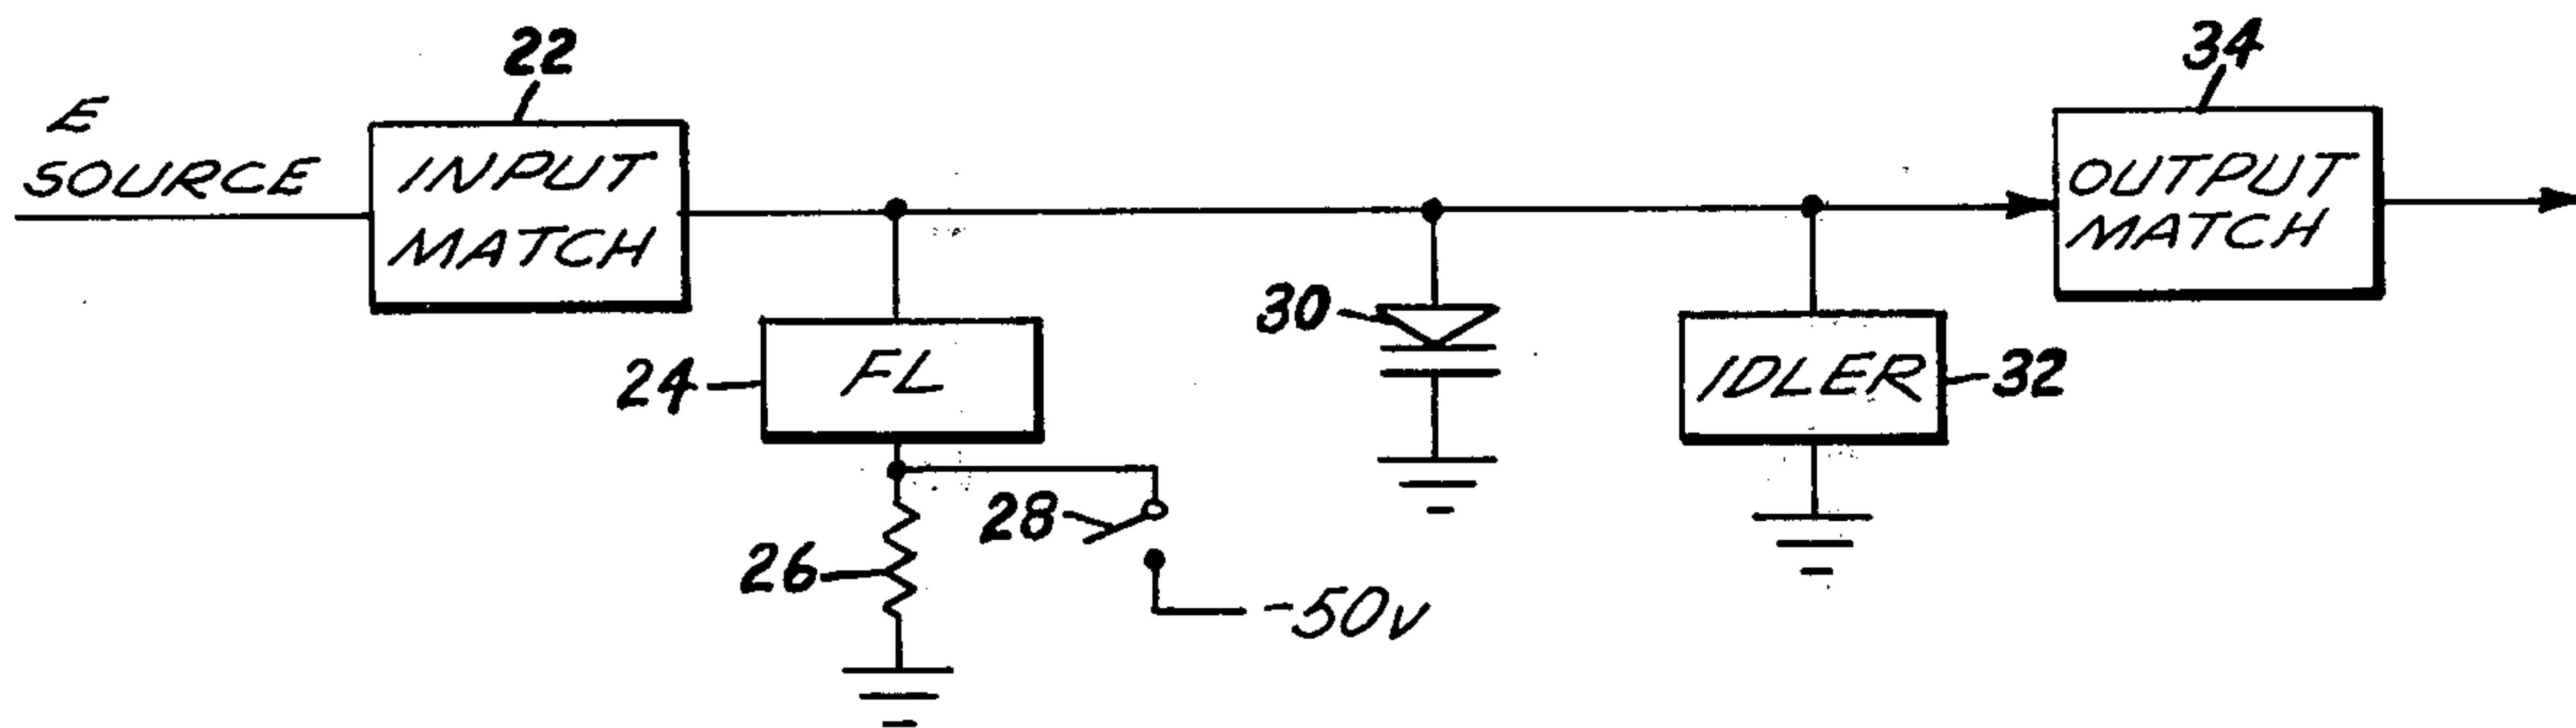 22
34
E
SOURCE
INPUT
MATCH
OUTPUT
MATCH
30
24
FL
IDLER
32
28
26
-50v